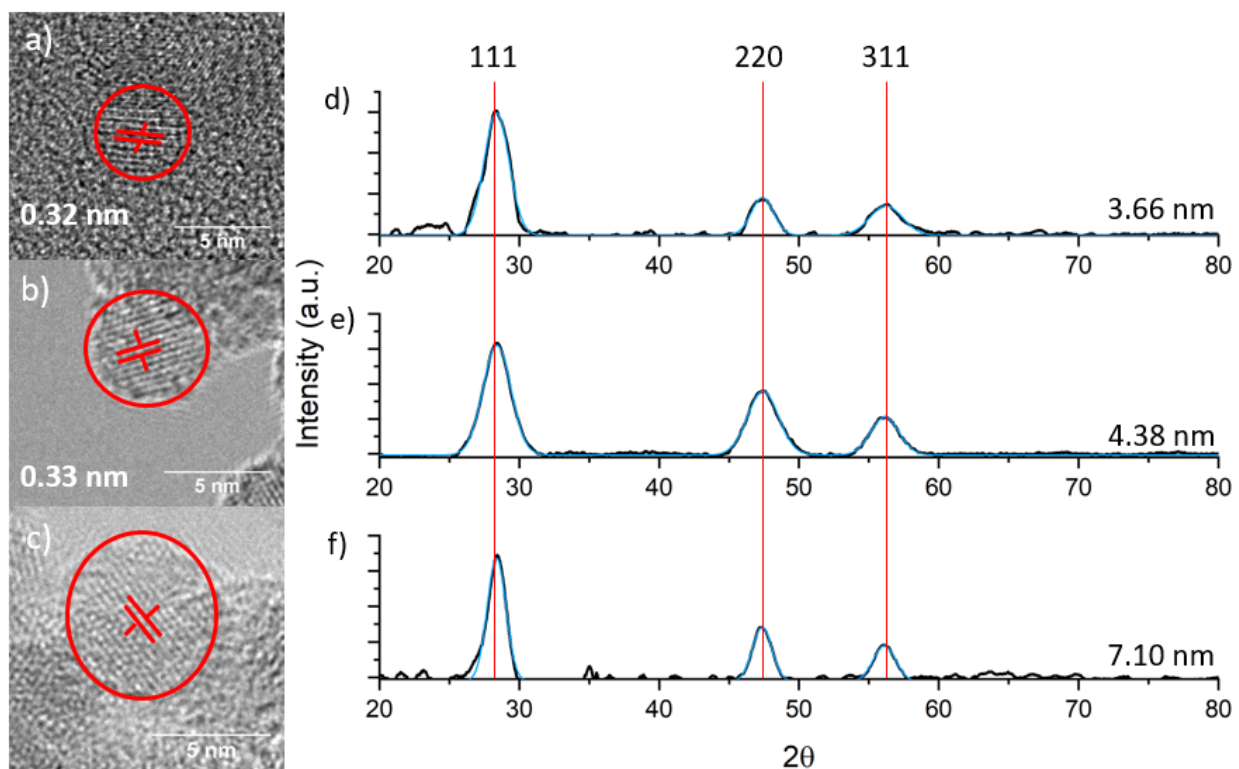 a)
0.32 nm
5 nm
b)
0.33 nm
5 nm
c)
5 nm
111 220 311
d)
3.66 nm
20 30 40 50 60 70 80
Intensity (a.u.)
e)
4.38 nm
20 30 40 50 60 70 80
f)
7.10 nm
20 30 40 50 60 70 80
2θ